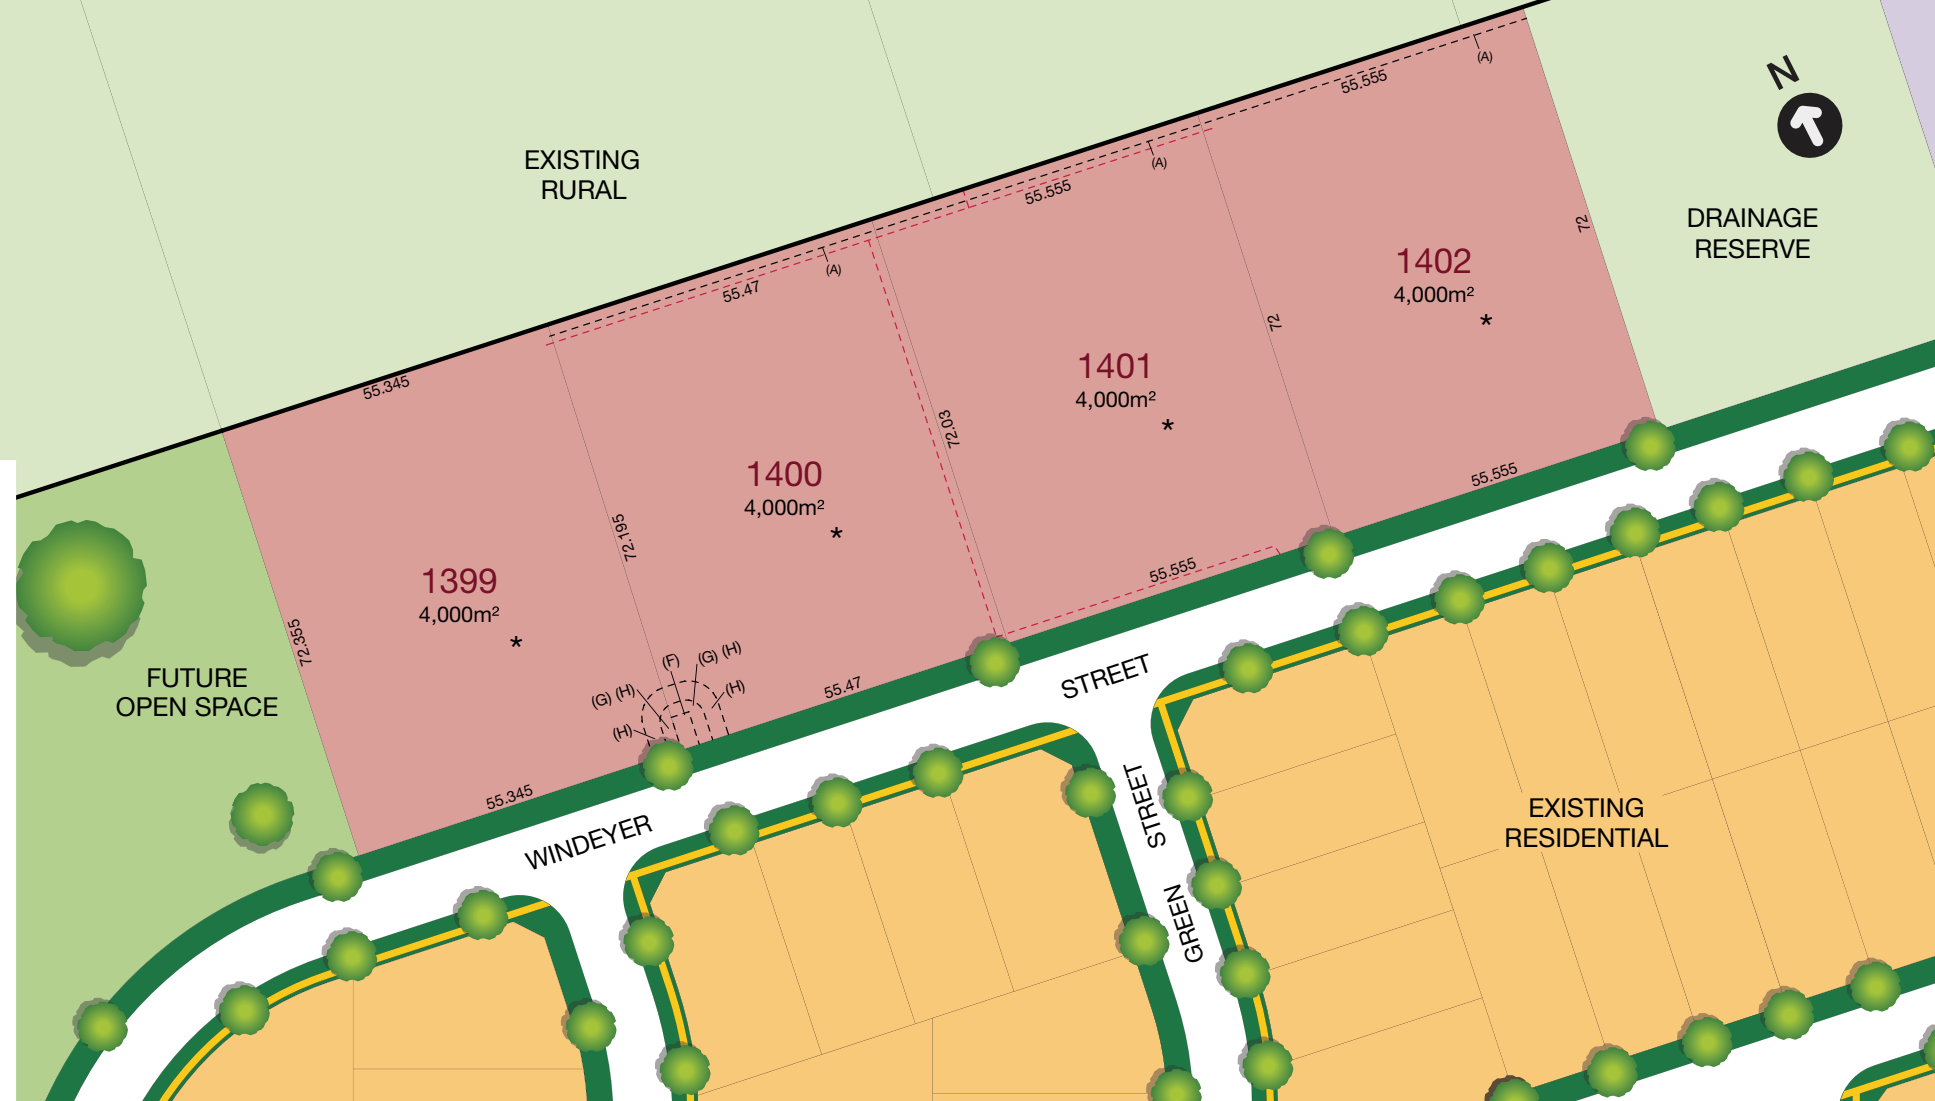 (A)
N
55.555
EXISTING
RURAL
(A)
55.555
72
DRAINAGE
RESERVE
1402
4,000m²
*
(A)
55.47
72
1401
4,000m²
*
55.345
72.03
1400
4,000m²
*
55.555
72.195
1399
4,000m²
*
55.555
72.355
(F)
(G) (H)
(G) (H)
(H)
(H)
55.47
FUTURE
OPEN SPACE
55.345
WINDEYER STREET
GREEN STREET
EXISTING
RESIDENTIAL